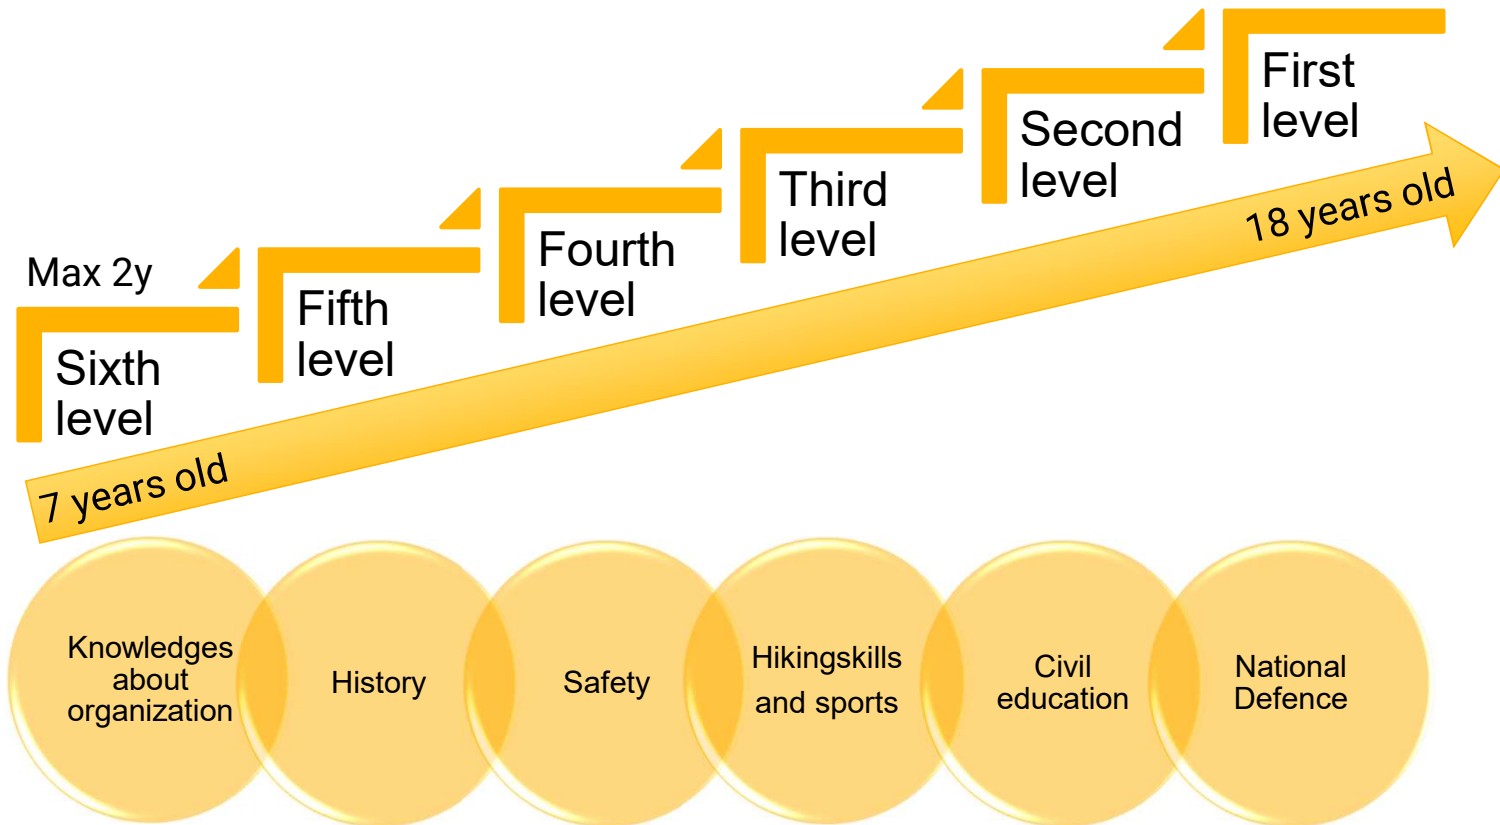 Max 2y
Sixth
level
Fifth
level
Fourth
level
Third
level
Second
level
First
level
7 years old
18 years old
Knowledges
about
organization
History
Safety
Hikingskills
and sports
Civil
education
National
Defence